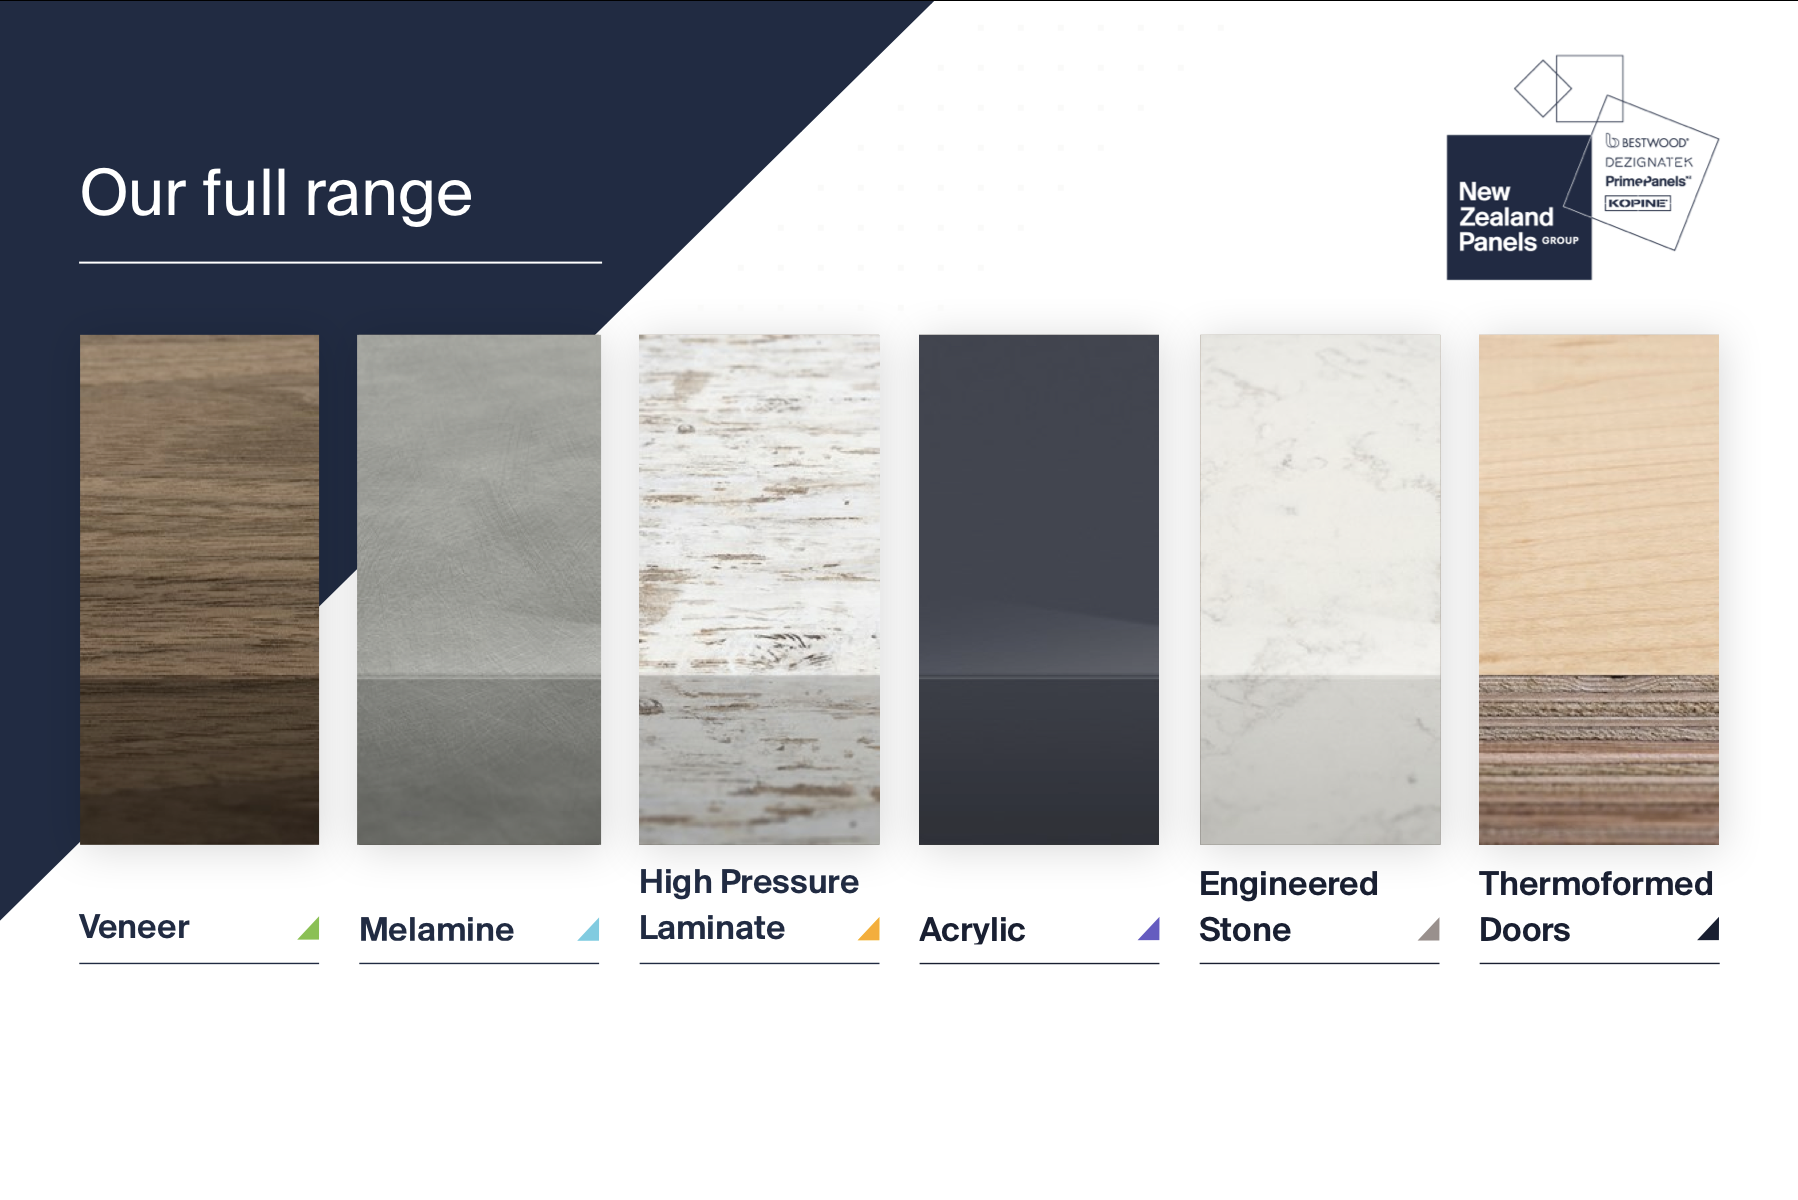 Our full range
BESTWOOD
DEZIGNATEK
PrimePanels
KOPINE
New
Zealand
Panels GROUP
Veneer
Melamine
High Pressure
Laminate
Acrylic
Engineered
Stone
Thermoformed
Doors